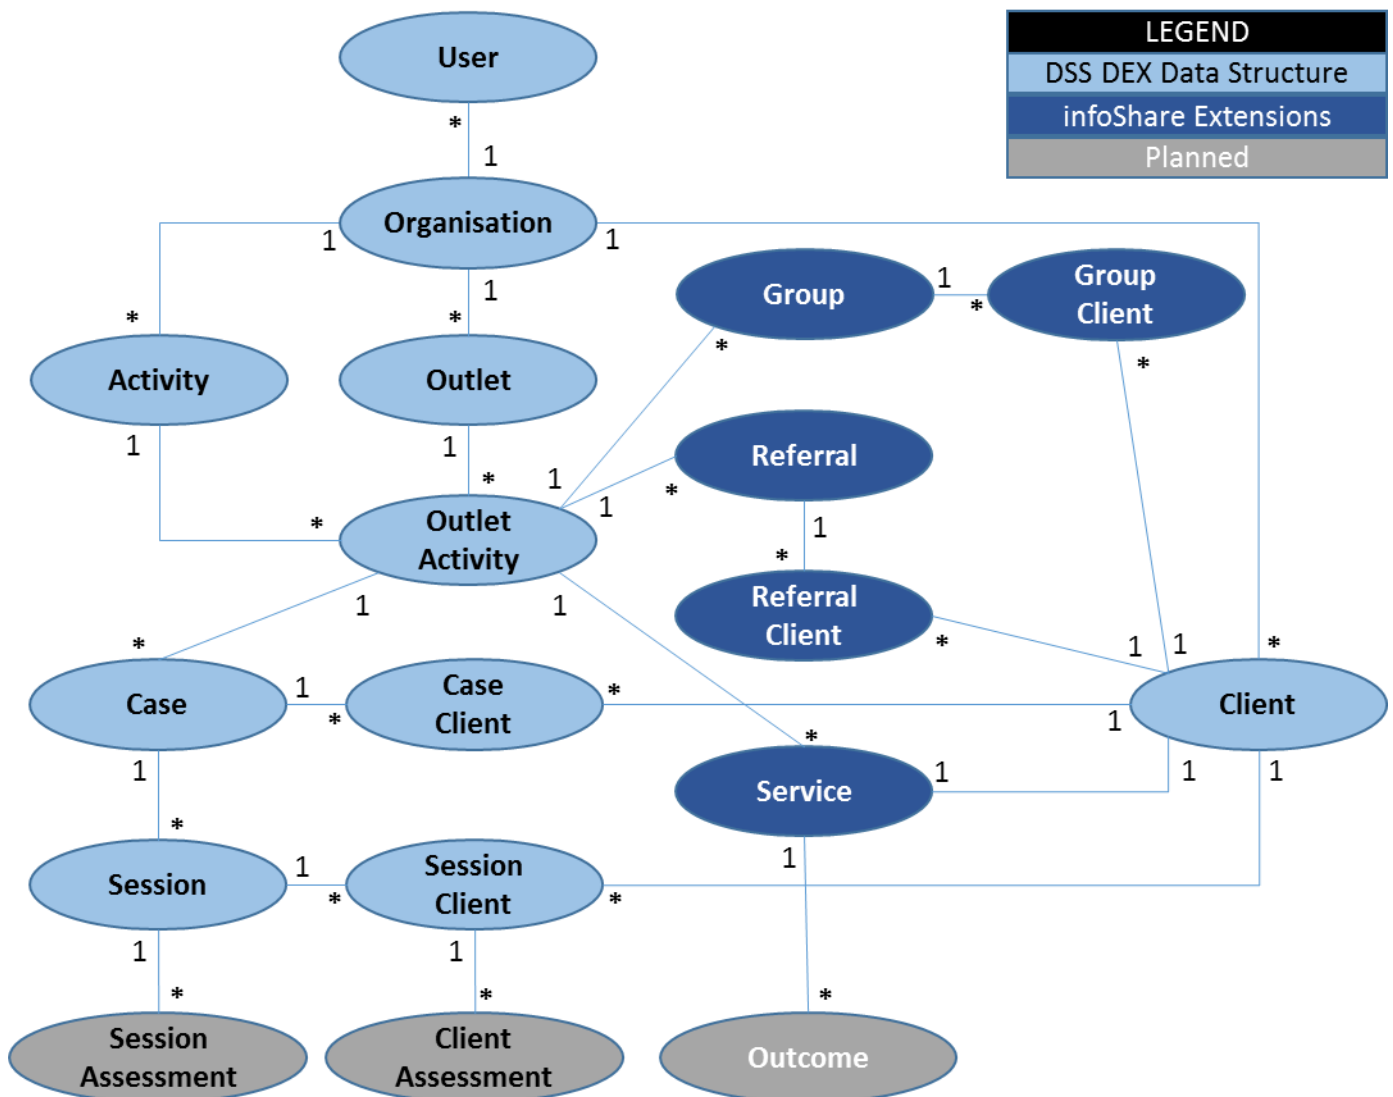 LEGEND
DSS DEX Data Structure
infoShare Extensions
Planned
User
*
1
Organisation
1
1
1
*
*
Activity
Outlet
Group
1
*
Group
Client
*
*
1
1
*
Referral
1
1
*
*
Outlet
Activity
1
*
Referral
Client
*
1
1
*
1
1
*
Case
1
*
Case
Client
*
1
Client
*
Service
1
1
1
1
*
Session
1
*
Session
Client
*
1
1
1
*
*
*
Session
Assessment
Client
Assessment
Outcome